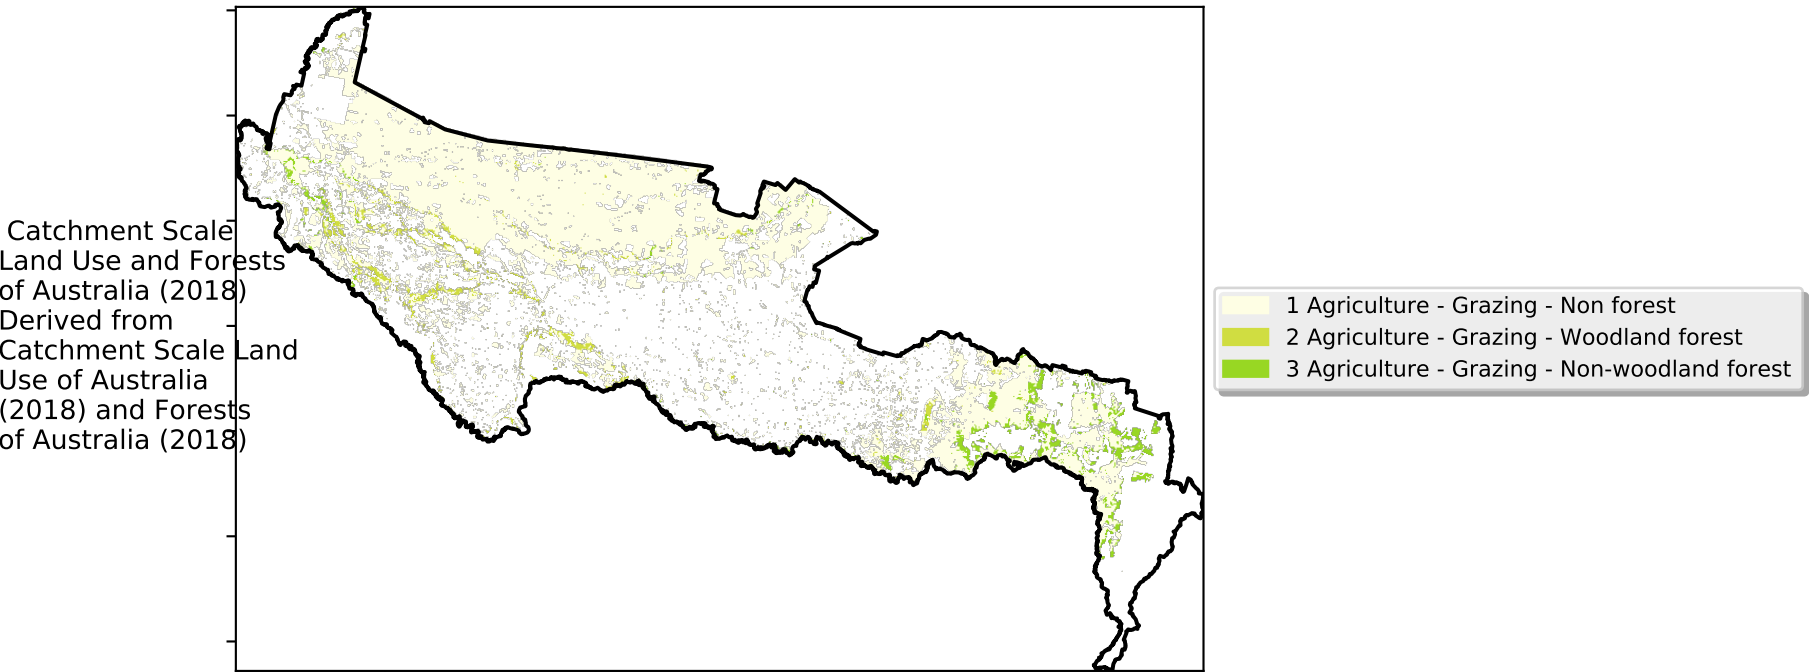 Catchment Scale
Land Use and Forests
of Australia (2018)
Derived from
Catchment Scale Land
Use of Australia
(2018) and Forests
of Australia (2018)
1 Agriculture - Grazing - Non forest
2 Agriculture - Grazing - Woodland forest
3 Agriculture - Grazing - Non-woodland forest